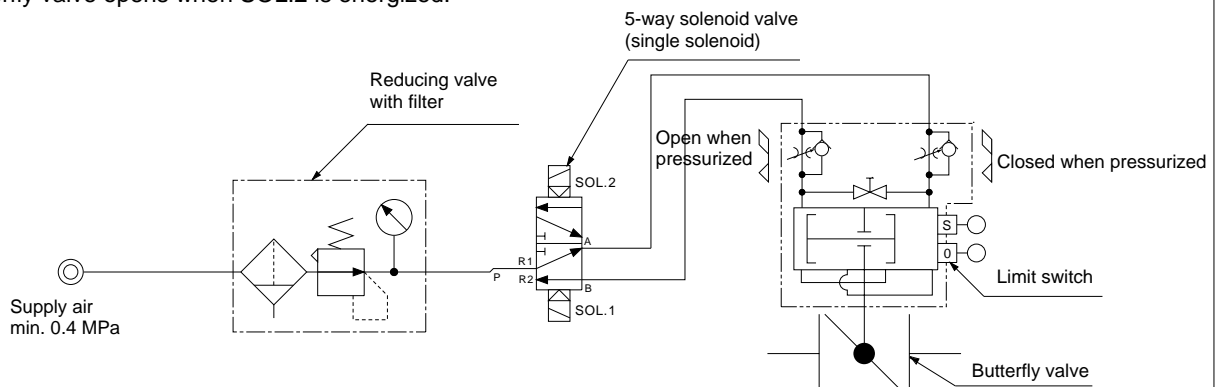 valve opens when SOL.2 is energized.
5-way solenoid valve
(single solenoid)
Reducing valve
with filter
Open when
pressurized
Closed when pressurized
SOL.2
A
S
R1
P
R2
B
0
Limit switch
SOL.1
Supply air
min. 0.4 MPa
Butterfly valve